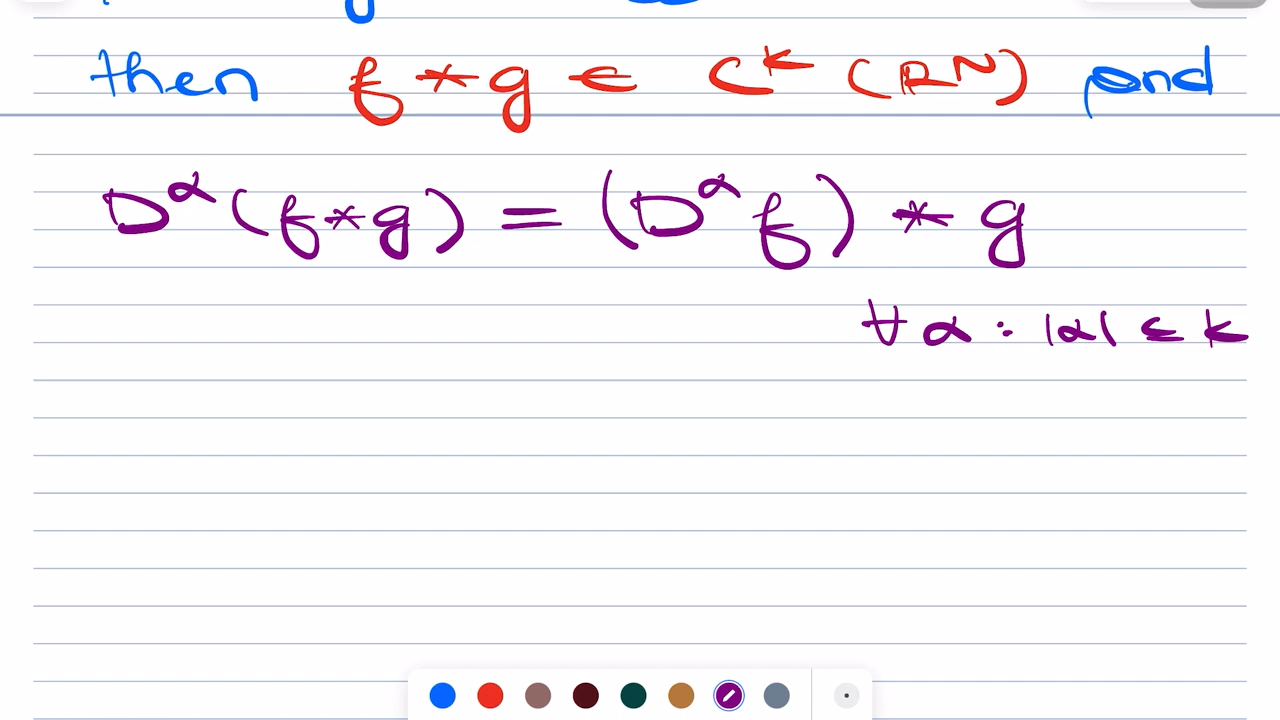 then f * g ∈ C^k (R^N) and
D^α (f * g) = (D^α f) * g
∀ α : |α| ≤ k